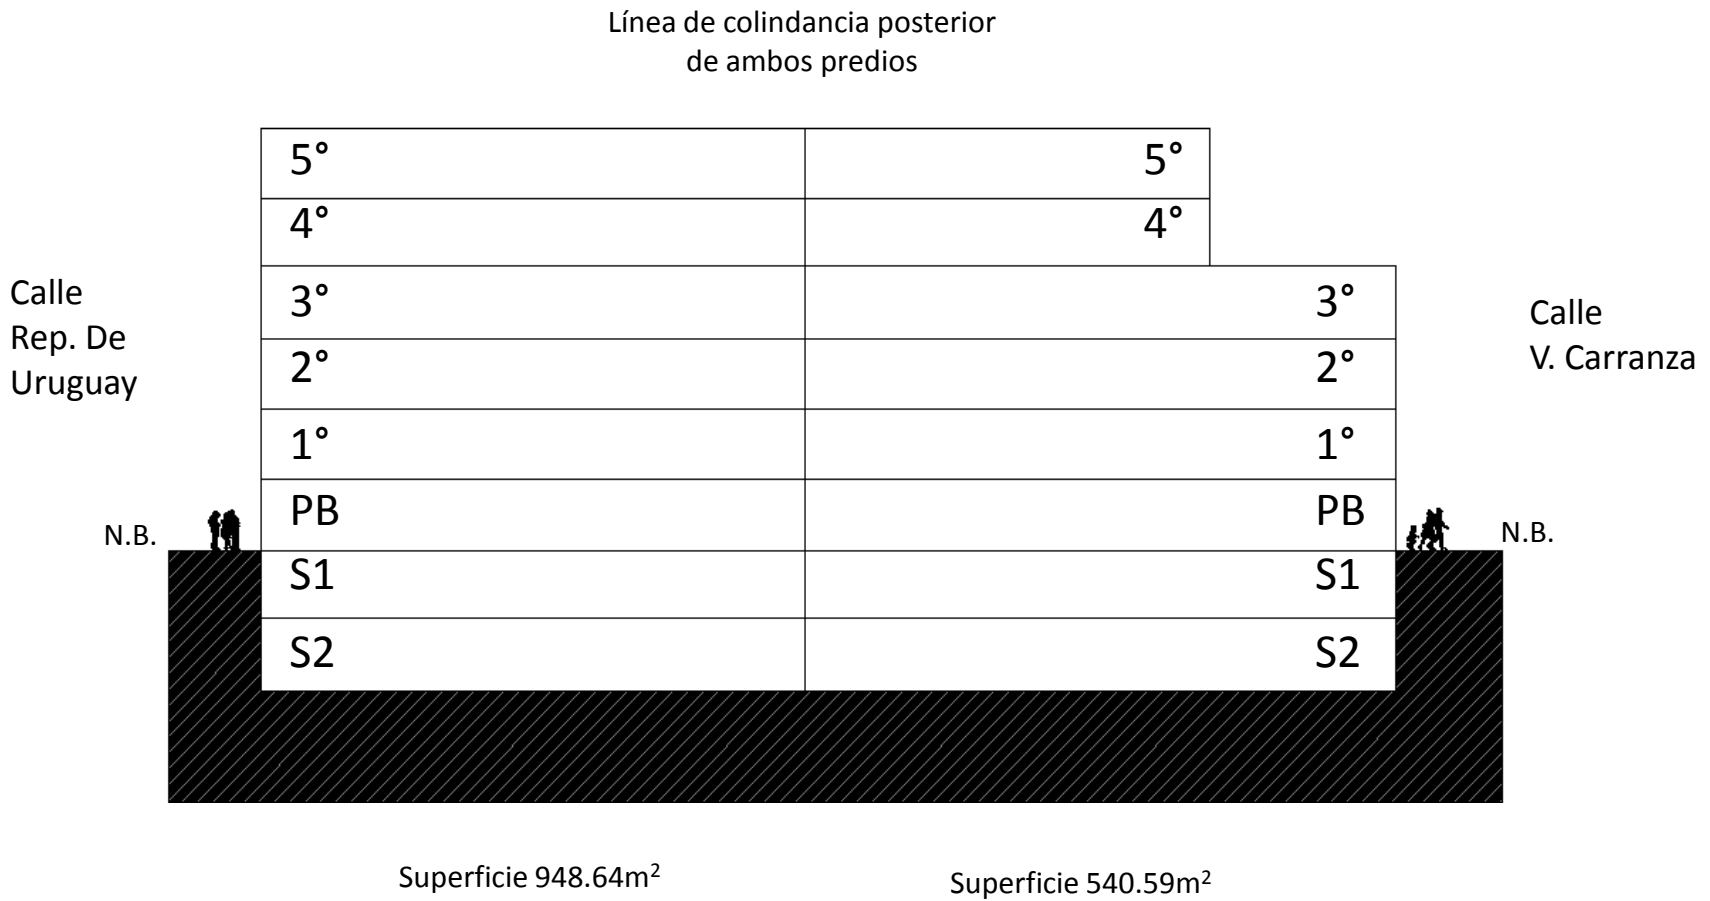 Línea de colindancia posterior
de ambos predios
5° 5°
4° 4°
Calle
Rep. De
Uruguay
3° 3°
2° 2°
1° 1°
PB PB
S1 S1
S2 S2
Calle
V. Carranza
N.B.
N.B.
Superficie 948.64m²
Superficie 540.59m²